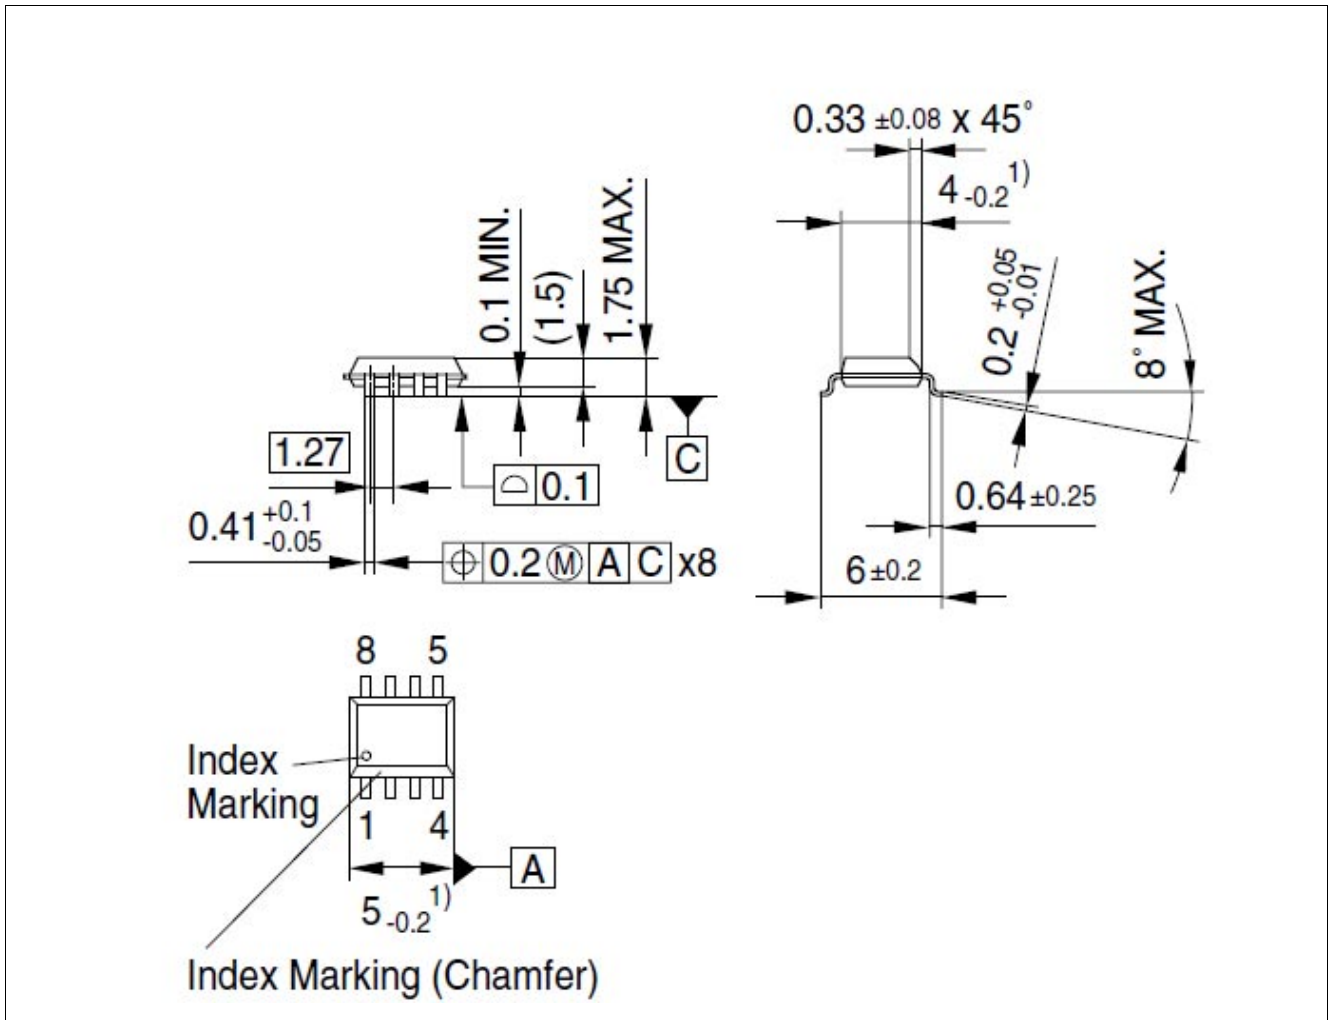 0.33 ±0.08 x 45°
4 -0.2 1)
0.1 MIN.
(1.5)
1.75 MAX.
0.2 +0.05 -0.01
8° MAX.
1.27
C
⌓ 0.1
0.64 ±0.25
0.41 +0.1 -0.05
⌖ 0.2 Ⓜ A C x8
6 ±0.2
8 5
Index
Marking
1 4
A
5 -0.2 1)
Index Marking (Chamfer)